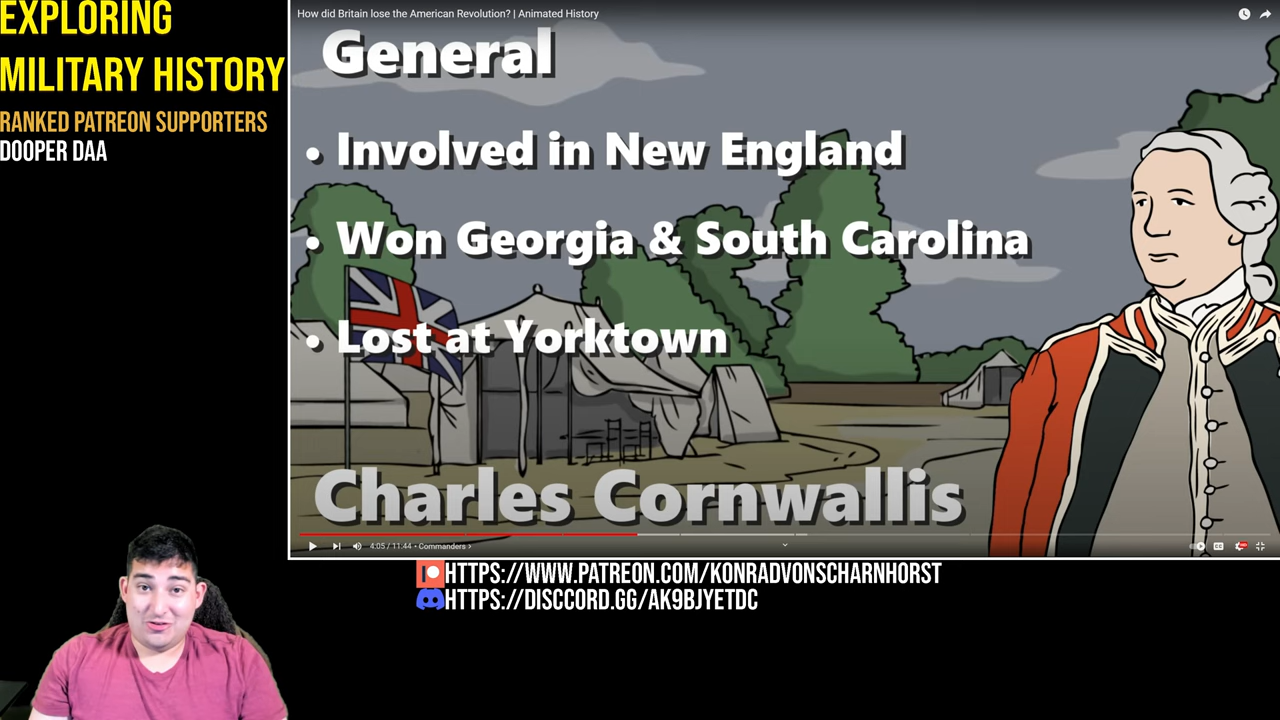 EXPLORING
MILITARY HISTORY
RANKED PATREON SUPPORTERS
DOOPER DAA
How did Britain lose the American Revolution? | Animated History
General
• Involved in New England
• Won Georgia & South Carolina
• Lost at Yorktown
Charles Cornwallis
4:05 / 11:44 • Commanders >
HTTPS://WWW.PATREON.COM/KONRADVONSCHARNHORST
HTTPS://DISCCORD.GG/AK9BJYETDC